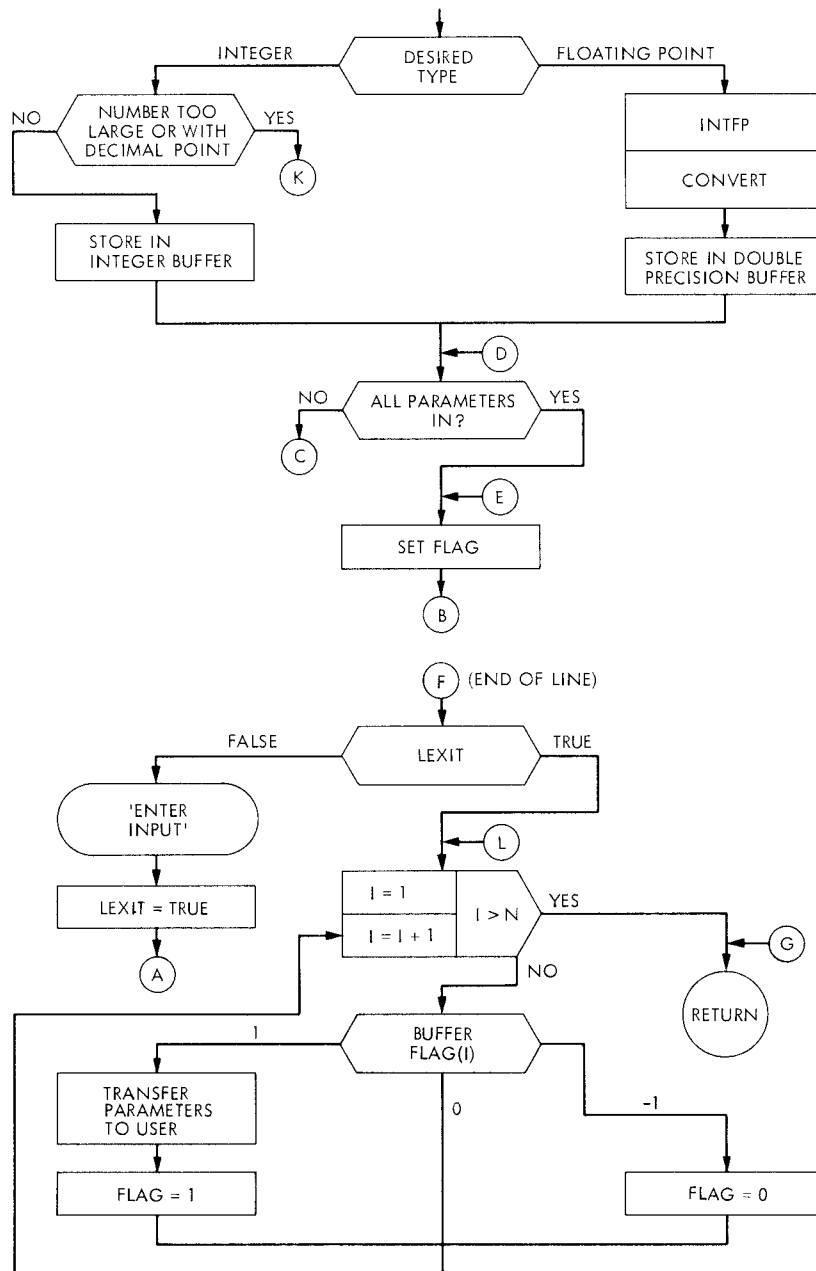 DESIRED
TYPE
INTEGER
FLOATING POINT
NUMBER TOO
LARGE OR WITH
DECIMAL POINT
NO
YES
K
INTFP
CONVERT
STORE IN
INTEGER BUFFER
STORE IN DOUBLE
PRECISION BUFFER
D
ALL PARAMETERS
IN?
NO
YES
C
E
SET FLAG
B
F
(END OF LINE)
LEXIT
FALSE
TRUE
'ENTER
INPUT'
L
LEXIT = TRUE
A
I = 1
I = I + 1
I > N
YES
NO
G
RETURN
BUFFER
FLAG(I)
1
0
-1
TRANSFER
PARAMETERS
TO USER
FLAG = 1
FLAG = 0